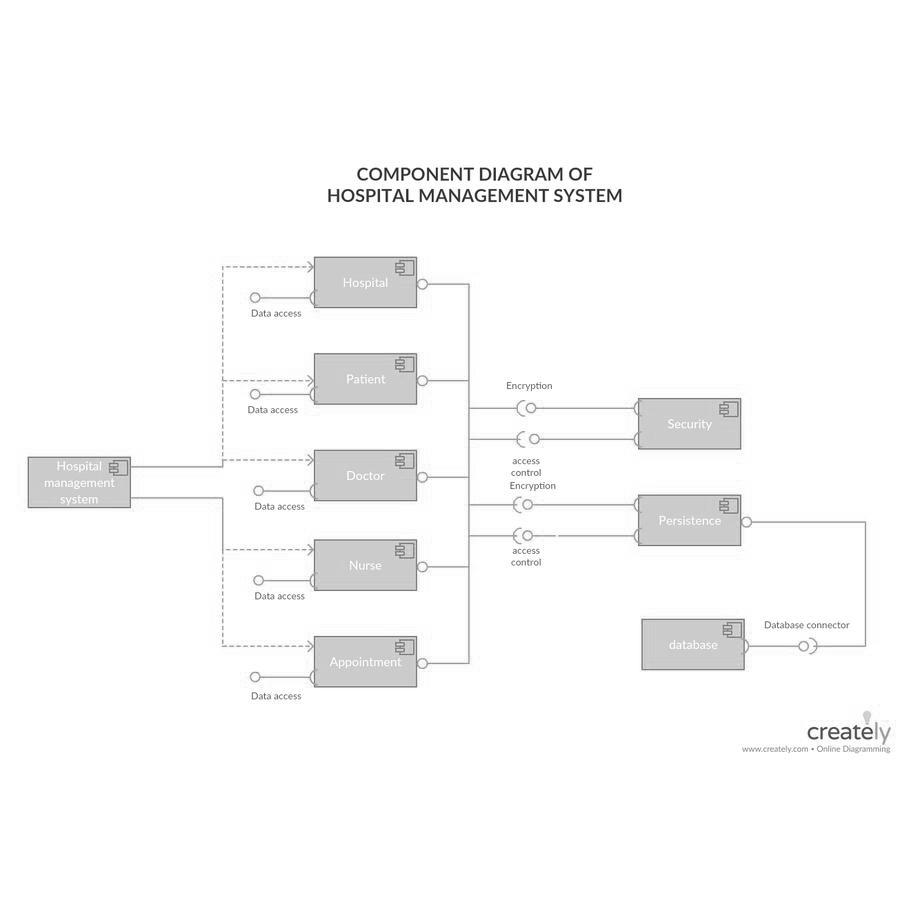 COMPONENT DIAGRAM OF
HOSPITAL MANAGEMENT SYSTEM
Hospital
Data access
Patient
Data access
Encryption
Security
access
control
Hospital
management
system
Doctor
Data access
Encryption
Persistence
access
control
Nurse
Data access
Database connector
database
Appointment
Data access
creately
www.creately.com • Online Diagramming